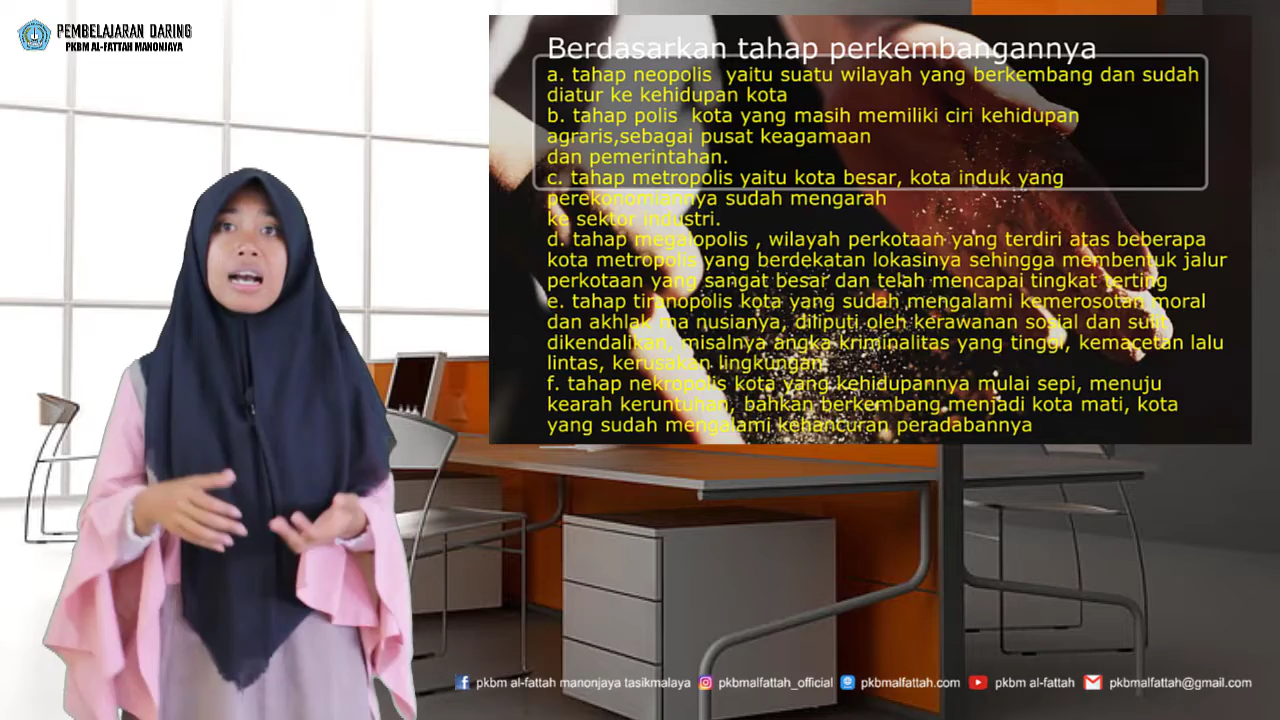 PEMBELAJARAN DARING
PKBM AL-FATTAH MANONJAYA
Berdasarkan tahap perkembangannya
a. tahap neopolis yaitu suatu wilayah yang berkembang dan sudah
diatur ke kehidupan kota
b. tahap polis kota yang masih memiliki ciri kehidupan
agraris,sebagai pusat keagamaan
dan pemerintahan.
c. tahap metropolis yaitu kota besar, kota induk yang
perekonomiannya sudah mengarah
ke sektor industri.
d. tahap megalopolis , wilayah perkotaan yang terdiri atas beberapa
kota metropolis yang berdekatan lokasinya sehingga membentuk jalur
perkotaan yang sangat besar dan telah mencapai tingkat terting
e. tahap tiranopolis kota yang sudah mengalami kemerosotan moral
dan akhlak ma nusianya, diliputi oleh kerawanan sosial dan sulit
dikendalikan, misalnya angka kriminalitas yang tinggi, kemacetan lalu
lintas, kerusakan lingkungan
f. tahap nekropolis kota yang kehidupannya mulai sepi, menuju
kearah keruntuhan, bahkan berkembang menjadi kota mati, kota
yang sudah mengalami kehancuran peradabannya
pkbm al-fattah manonjaya tasikmalaya pkbmalfattah_official pkbmalfattah.com pkbm al-fattah pkbmalfattah@gmail.com